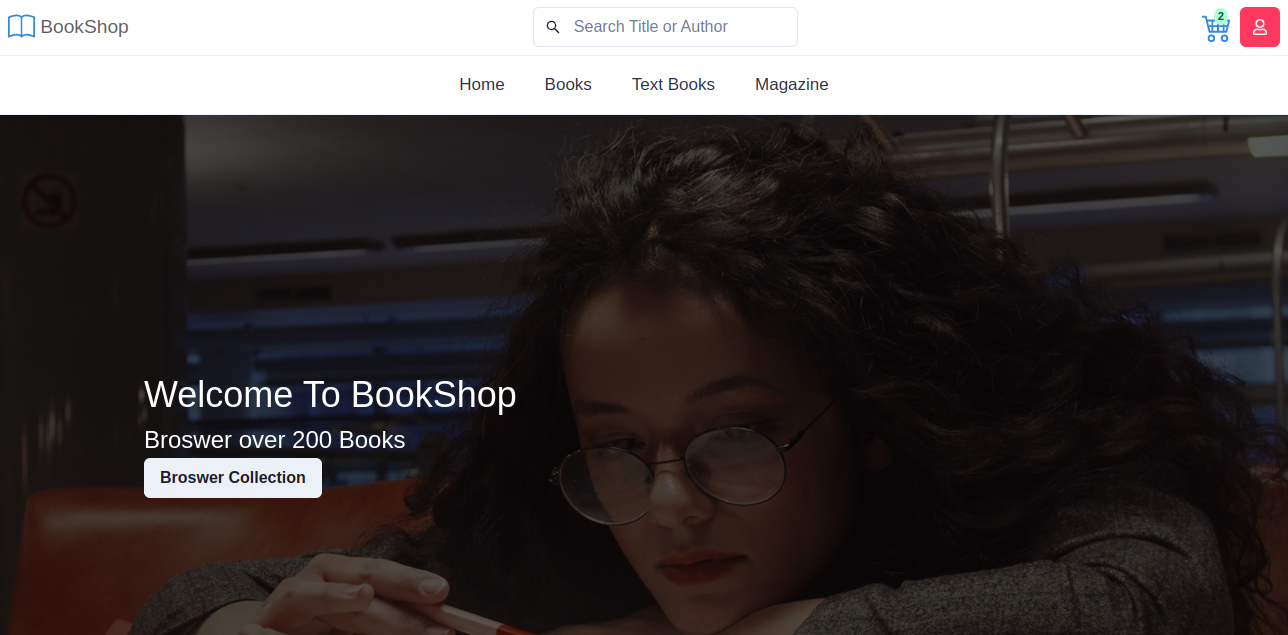 BookShop
Search Title or Author
2
Home
Books
Text Books
Magazine
Welcome To BookShop
Broswer over 200 Books
Broswer Collection